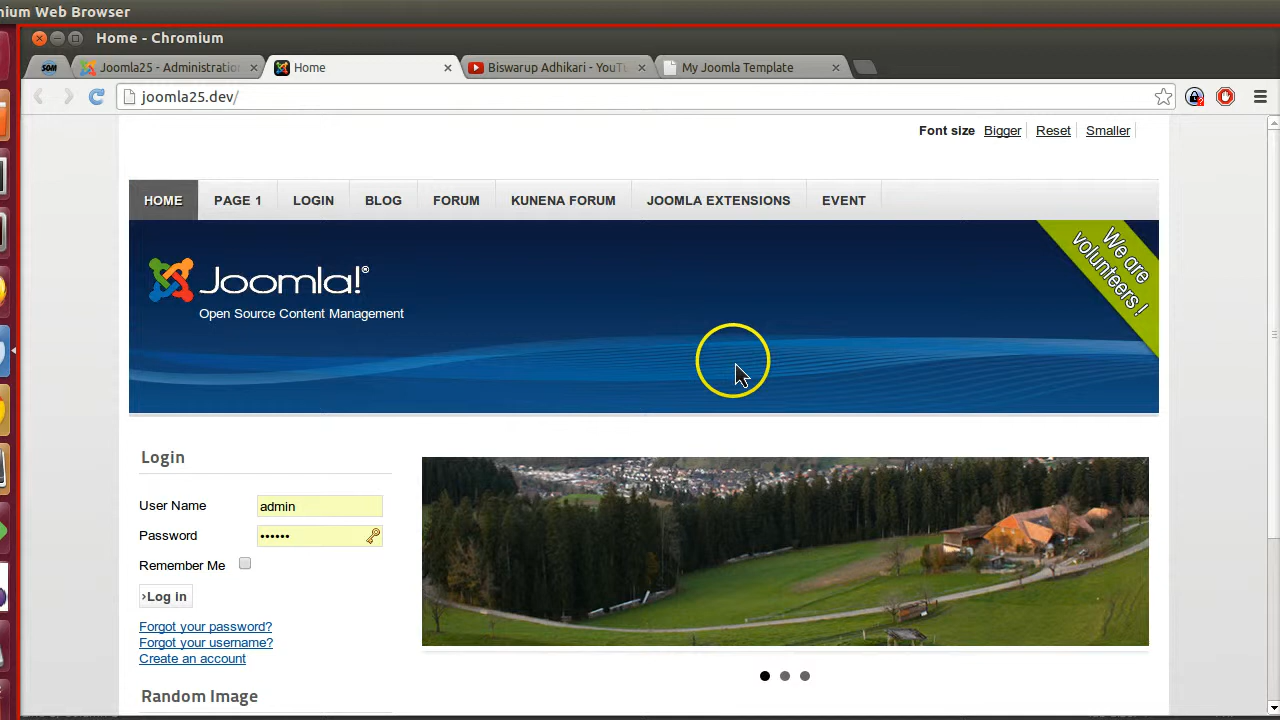 nium Web Browser
Home - Chromium
SOM
Joomla25 - Administratio
Home
Biswarup Adhikari - YouTu
My Joomla Template
joomla25.dev/
Font size Bigger Reset Smaller
HOME PAGE 1 LOGIN BLOG FORUM KUNENA FORUM JOOMLA EXTENSIONS EVENT
Joomla!®
Open Source Content Management
We are
volunteers!
Login
User Name admin
Password ••••••
Remember Me
›Log in
Forgot your password?
Forgot your username?
Create an account
Random Image